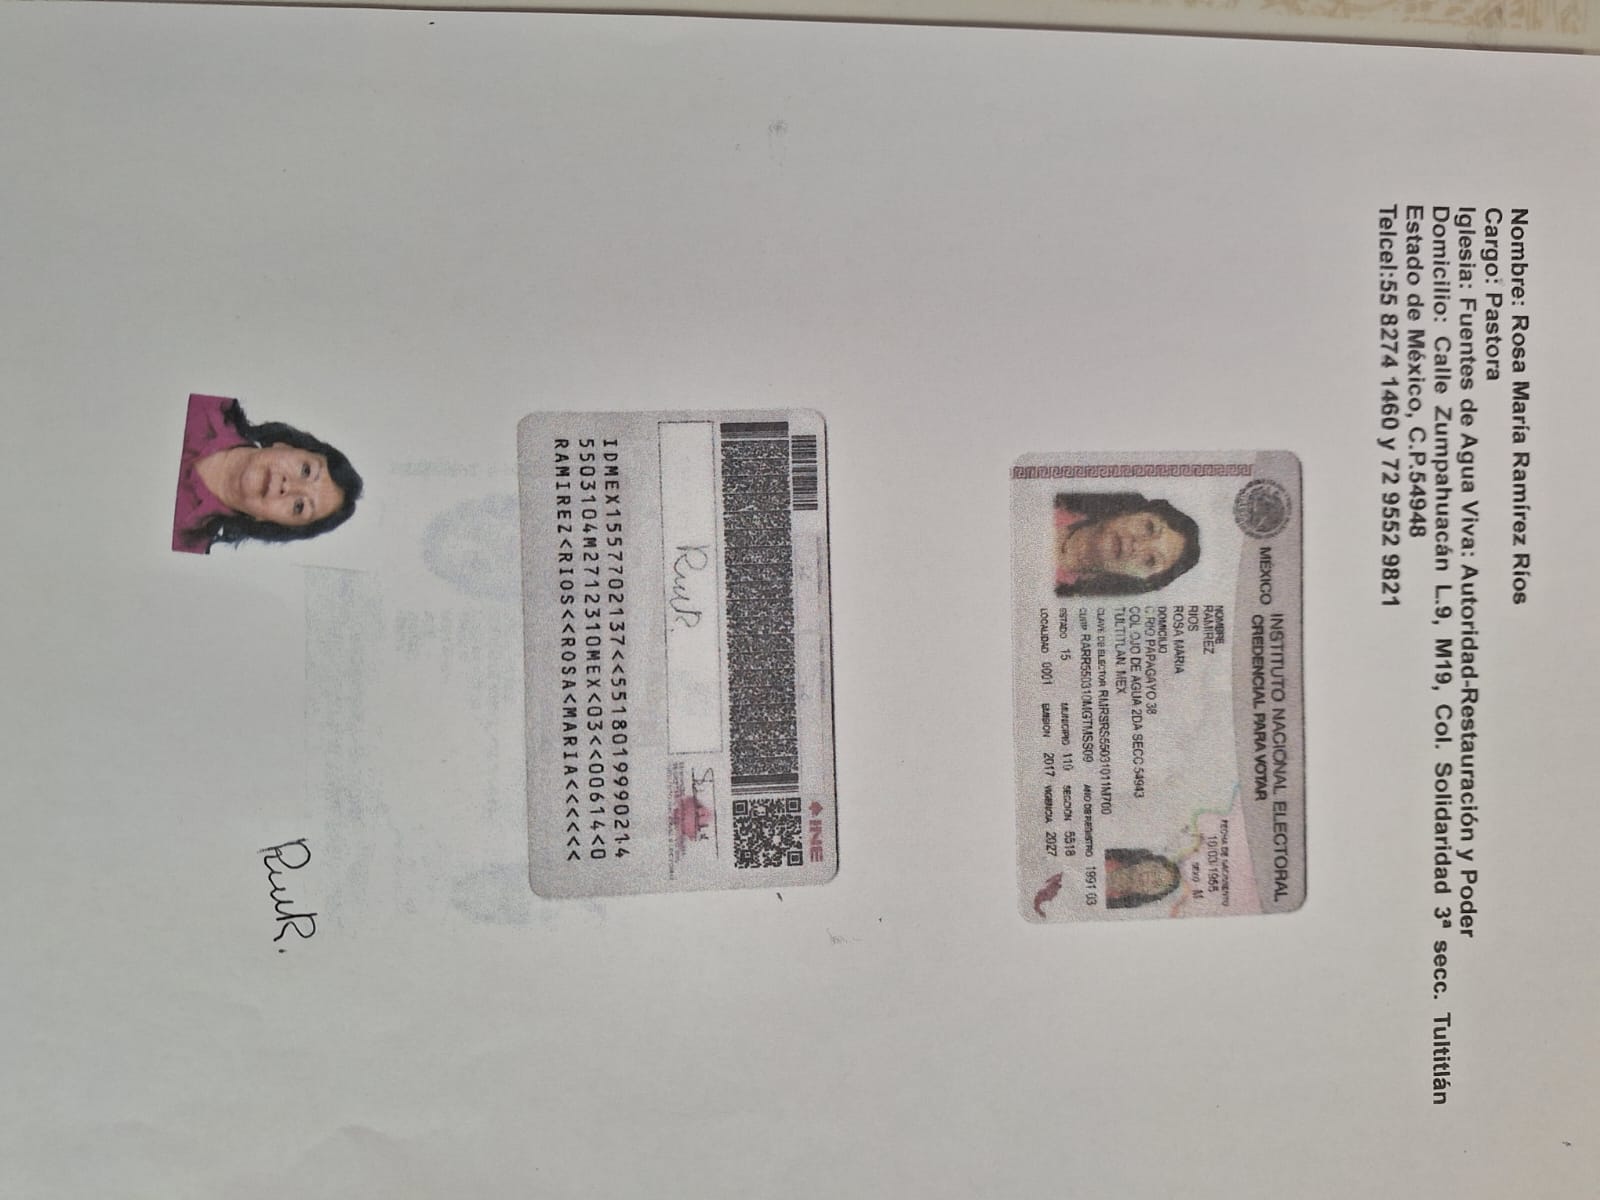 Nombre: Rosa María Ramírez Ríos
Cargo: Pastora
Iglesia: Fuentes de Agua Viva: Autoridad-Restauración y Poder
Domicilio: Calle Zumpahuacán L.9, M19, Col. Solidaridad 3ª secc. Tultitlán
Estado de México, C.P.54948
Telcel:55 8274 1460 y 72 9552 9821
INSTITUTO NACIONAL ELECTORAL
MÉXICO CREDENCIAL PARA VOTAR
NOMBRE
RAMIREZ
RIOS
ROSA MARIA
FECHA DE NACIMIENTO
10/03/1955
SEXO M
DOMICILIO
C RIO PAPAGAYO 38
COL OJO DE AGUA 2DA SECC 54943
TULTITLAN, MEX.
CLAVE DE ELECTOR RMRSRS55031011M700
CURP RARR550310MGTMSS09 AÑO DE REGISTRO 1991 03
ESTADO 15 MUNICIPIO 110 SECCIÓN 5518
LOCALIDAD 0001 EMISIÓN 2017 VIGENCIA 2027
INE
IDMEX1557702137<<5518019990214
5503104M2712310MEX<03<<00614<0
RAMIREZ<RIOS<<ROSA<MARIA<<<<<<